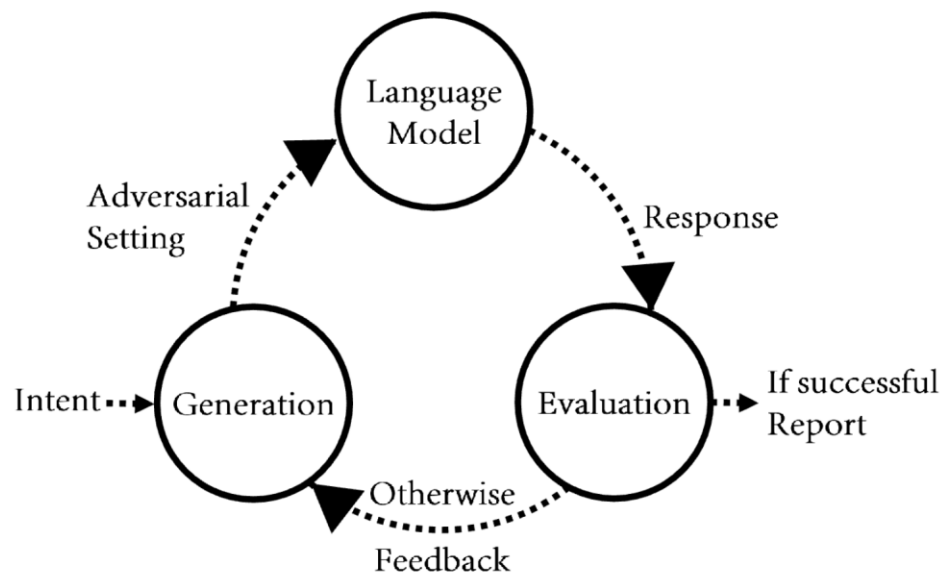 Language
Model
Adversarial
Setting
Response
Intent
Generation
Evaluation
If successful
Report
Otherwise
Feedback